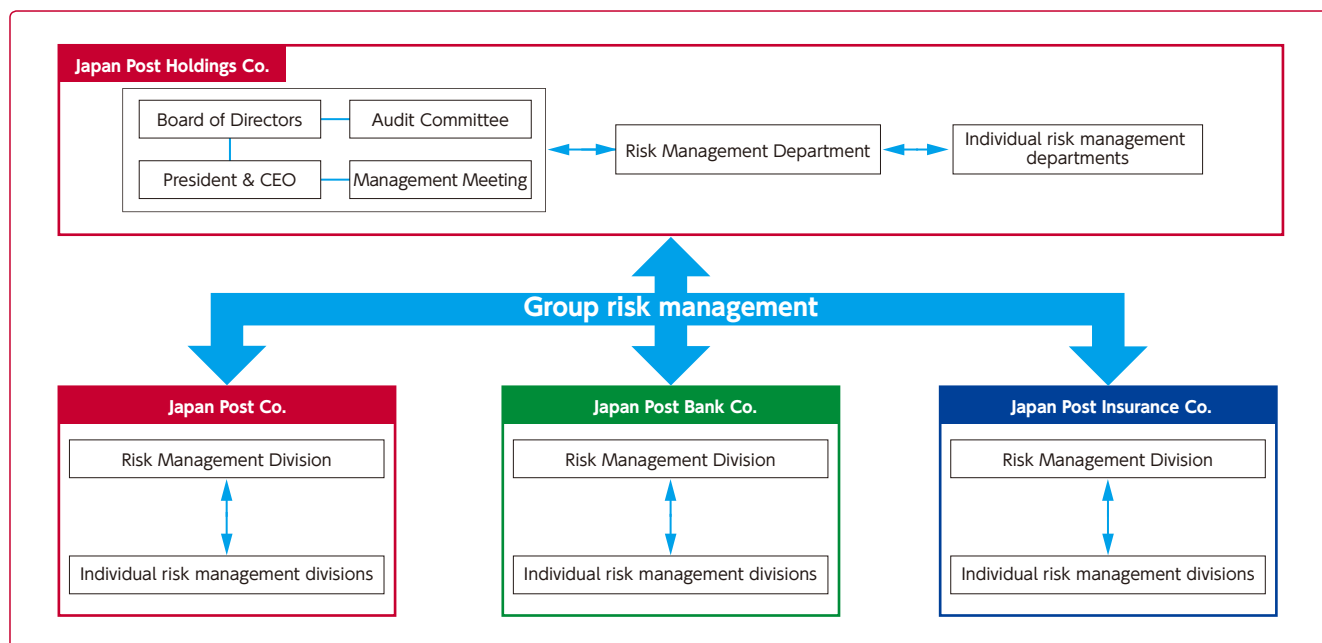 Japan Post Holdings Co.
Board of Directors
Audit Committee
President & CEO
Management Meeting
Risk Management Department
Individual risk management
departments
Group risk management
Japan Post Co.
Risk Management Division
Individual risk management divisions
Japan Post Bank Co.
Risk Management Division
Individual risk management divisions
Japan Post Insurance Co.
Risk Management Division
Individual risk management divisions